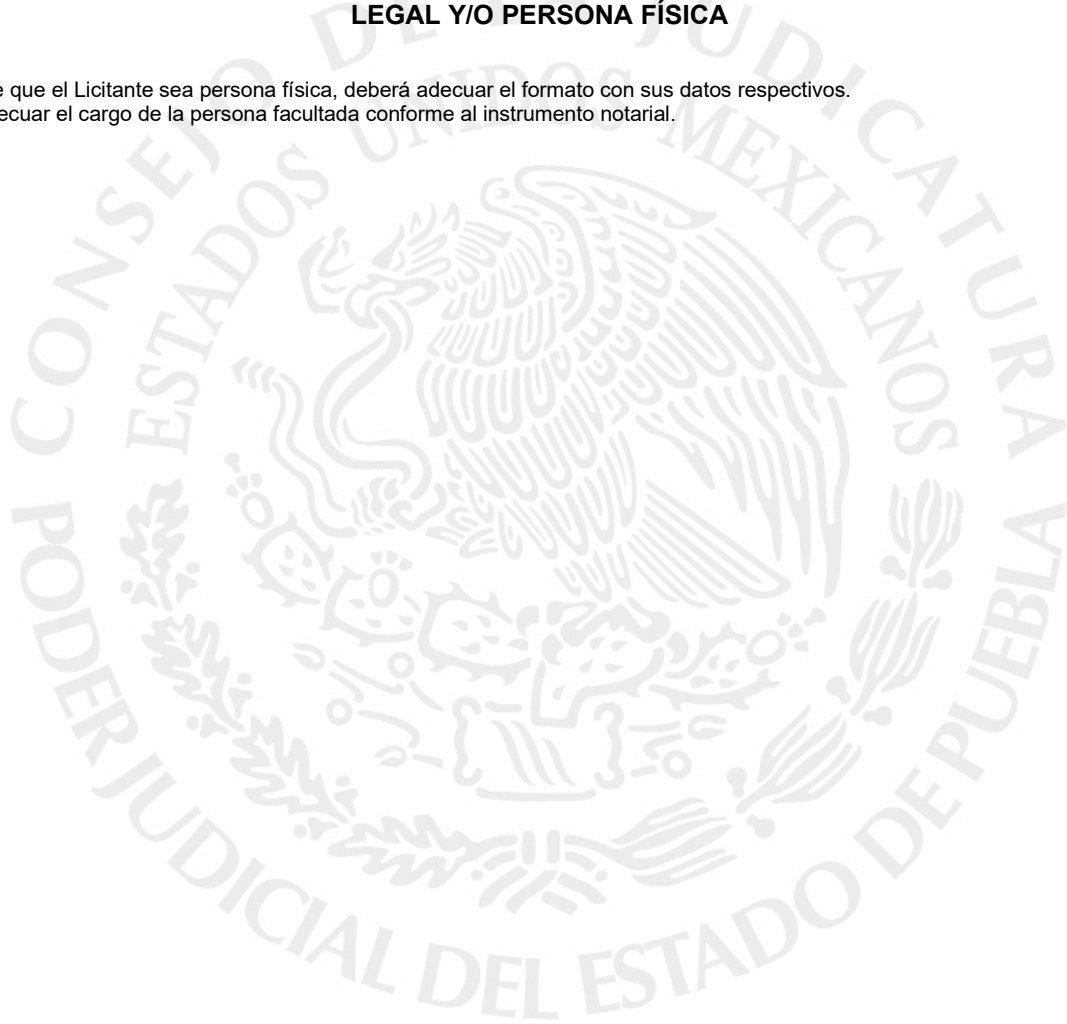 LEGAL Y/O PERSONA FÍSICA
e que el Licitante sea persona física, deberá adecuar el formato con sus datos respectivos.
ecuar el cargo de la persona facultada conforme al instrumento notarial.
CONSEJO DE LA JUDICATURA
ESTADOS UNIDOS MEXICANOS
PODER JUDICIAL DEL ESTADO DE PUEBLA